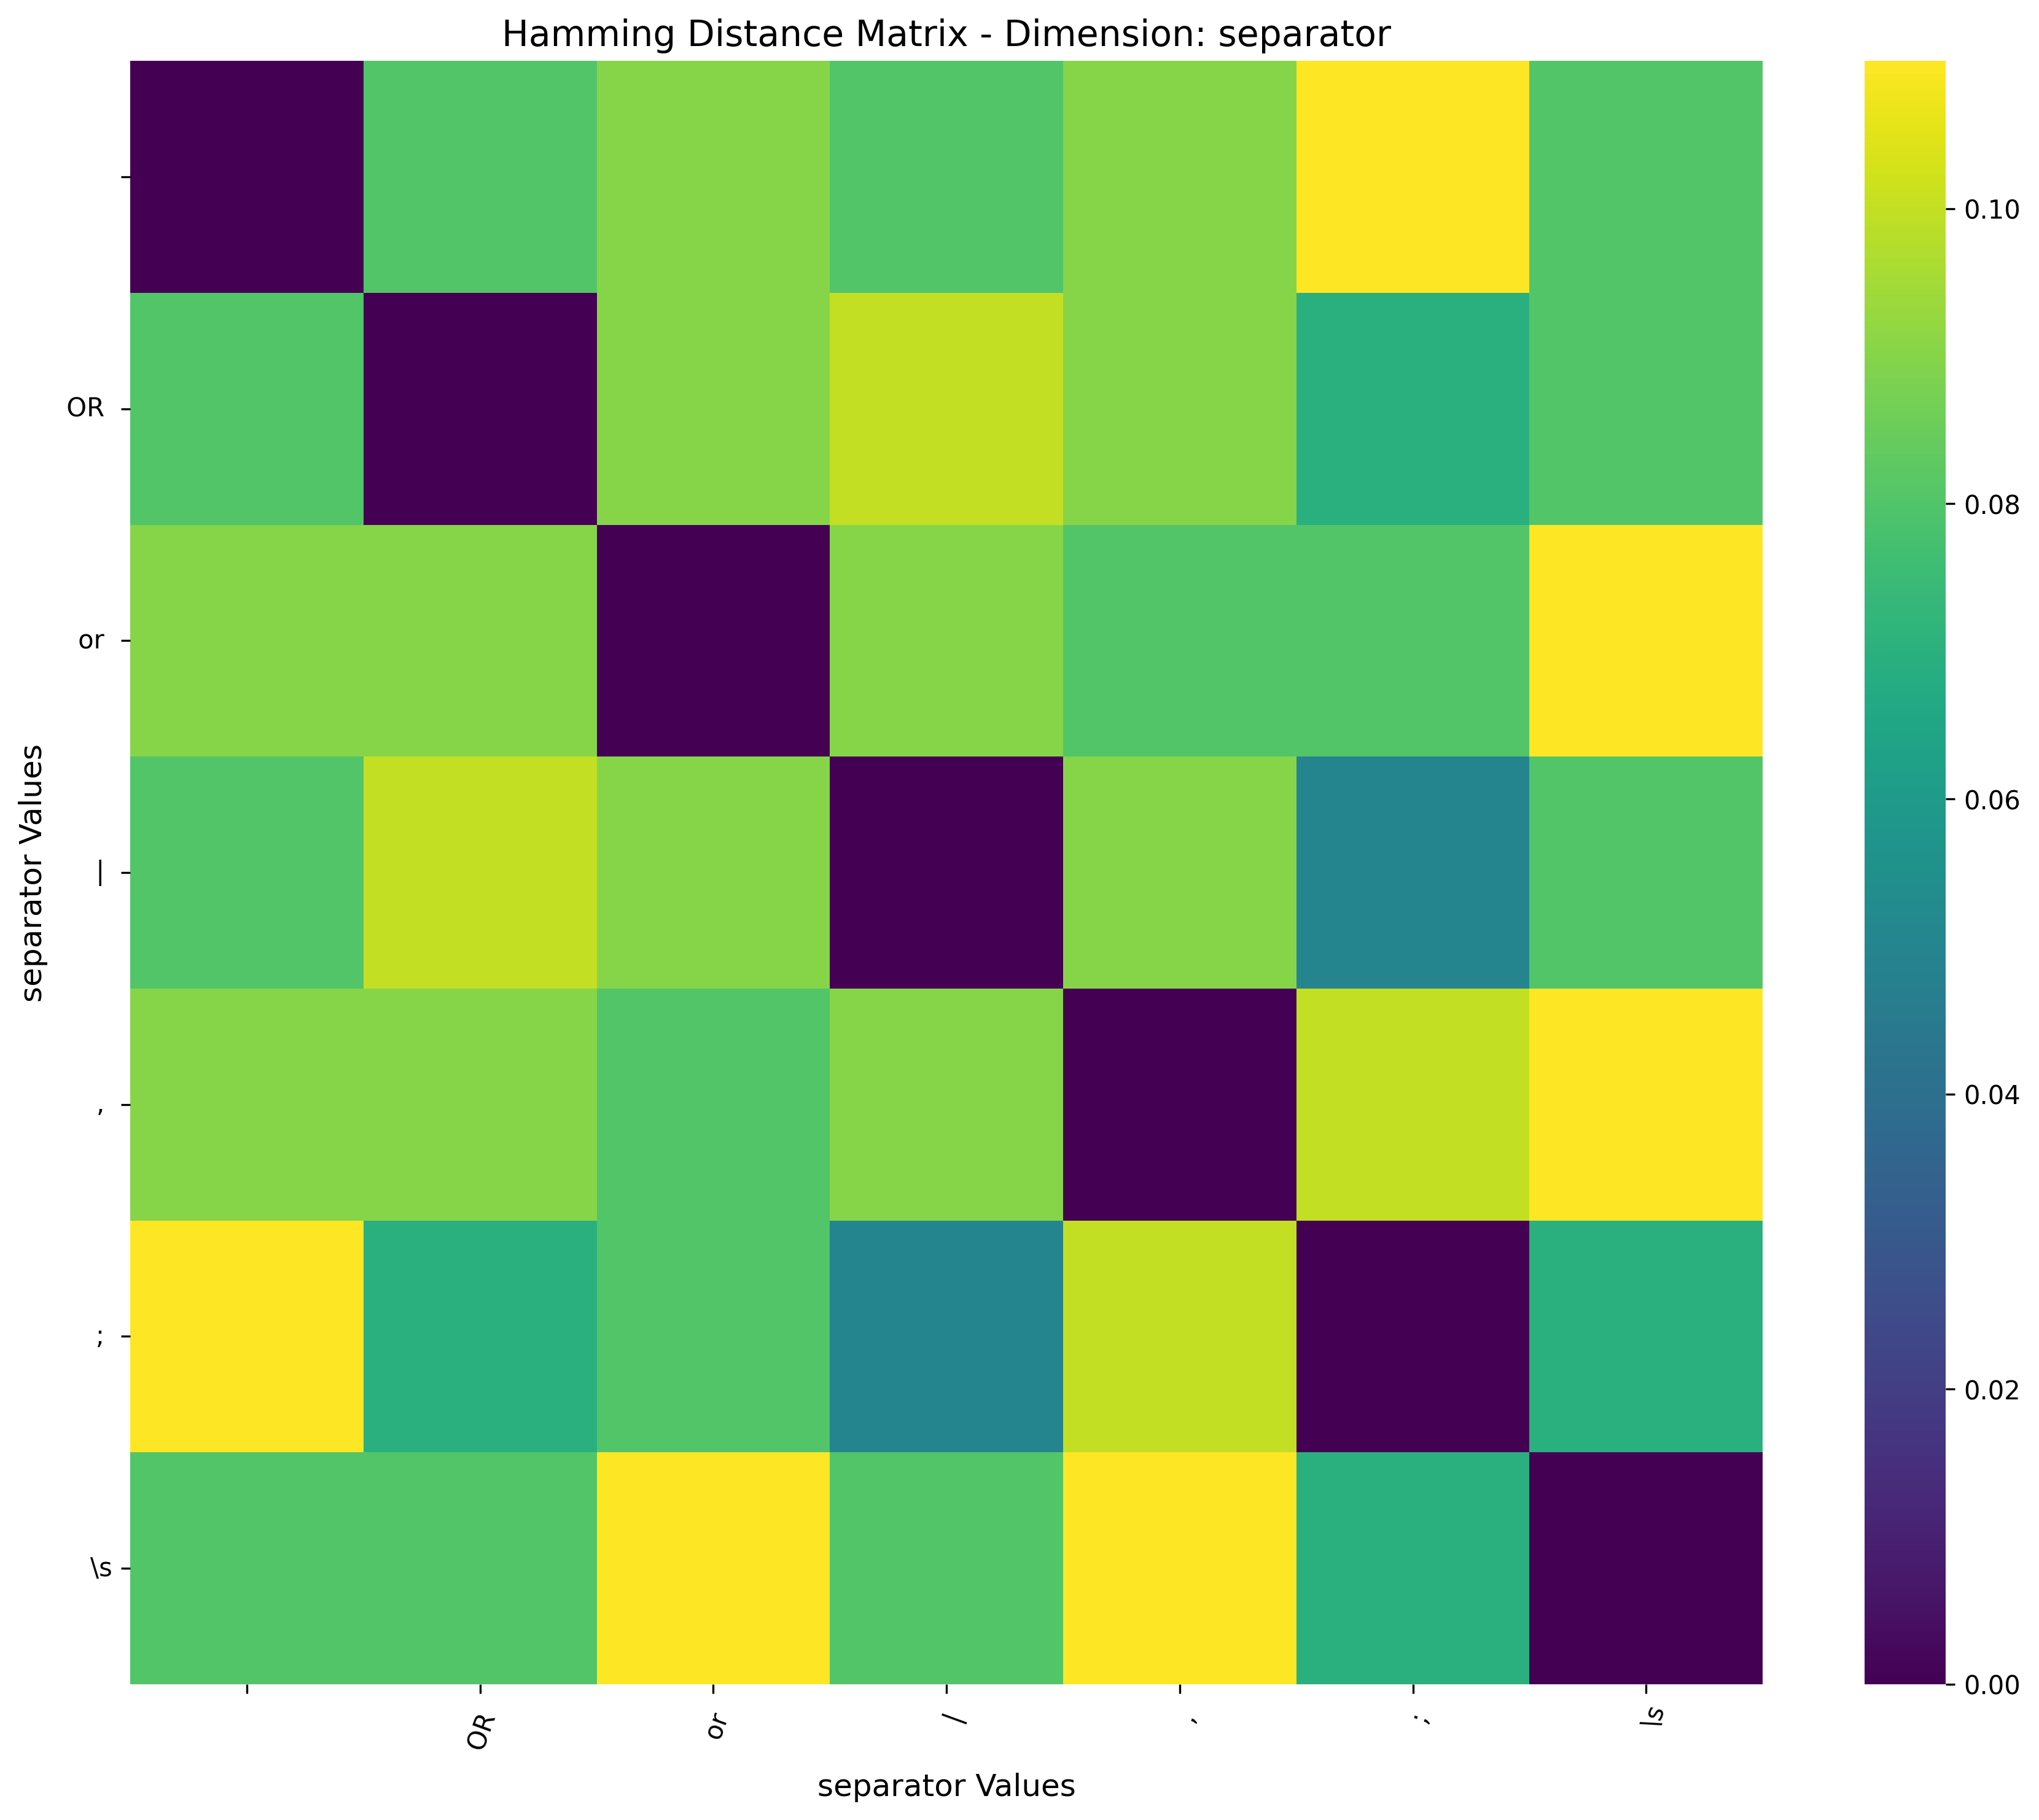 Hamming Distance Matrix - Dimension: separator
0.10
OR
0.08
or
separator Values
0.06
|
,
0.04
;
0.02
\s
0.00
OR or | , ; \s
separator Values